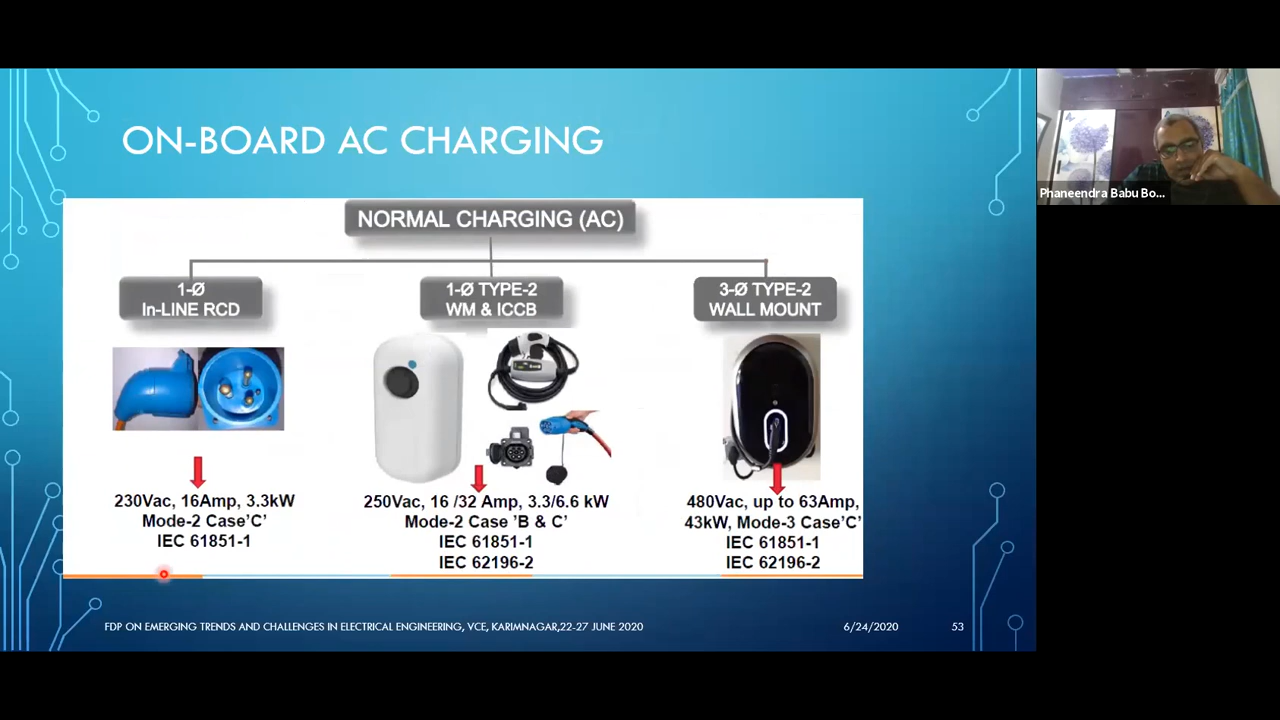 ON-BOARD AC CHARGING
NORMAL CHARGING (AC)
1-Ø
In-LINE RCD
1-Ø TYPE-2
WM & ICCB
3-Ø TYPE-2
WALL MOUNT
230Vac, 16Amp, 3.3kW
Mode-2 Case'C'
IEC 61851-1
250Vac, 16 /32 Amp, 3.3/6.6 kW
Mode-2 Case 'B & C'
IEC 61851-1
IEC 62196-2
480Vac, up to 63Amp,
43kW, Mode-3 Case'C'
IEC 61851-1
IEC 62196-2
FDP ON EMERGING TRENDS AND CHALLENGES IN ELECTRICAL ENGINEERING, VCE, KARIMNAGAR,22-27 JUNE 2020
6/24/2020
53
Phaneendra Babu Bo...